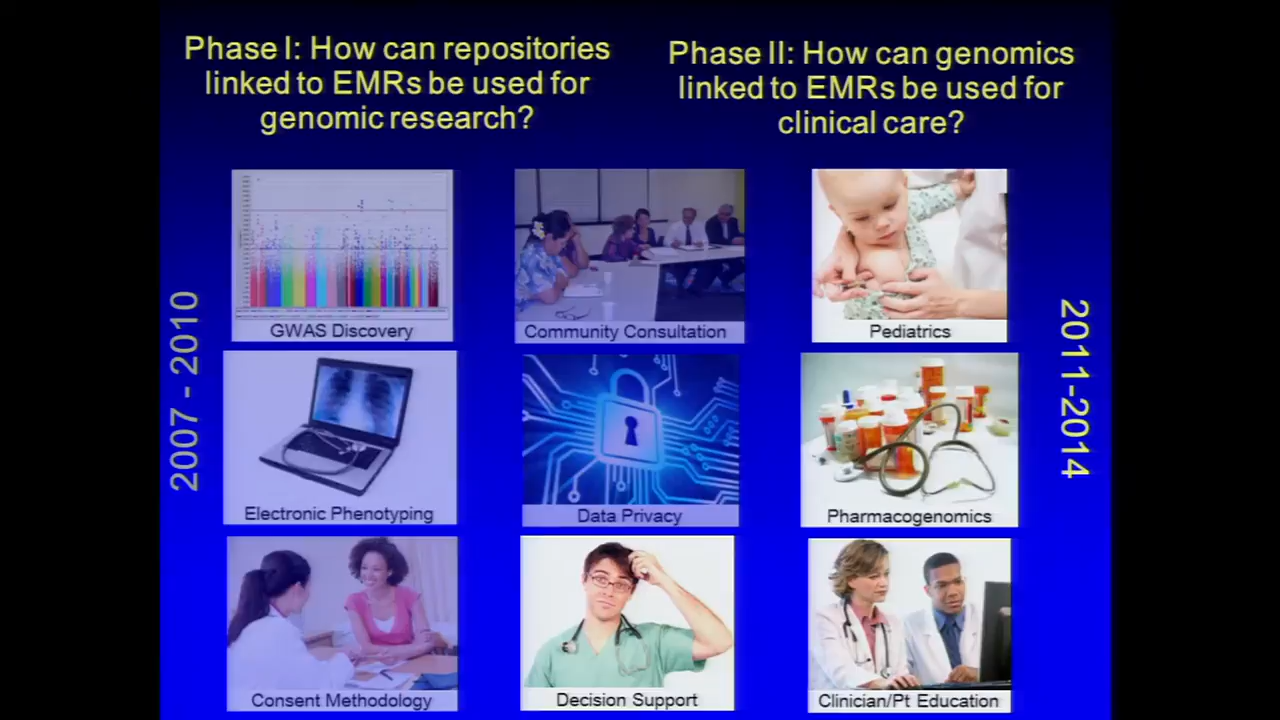 Phase I: How can repositories
linked to EMRs be used for
genomic research?
Phase II: How can genomics
linked to EMRs be used for
clinical care?
2007 - 2010
2011-2014
GWAS Discovery
Community Consultation
Pediatrics
Electronic Phenotyping
Data Privacy
Pharmacogenomics
Consent Methodology
Decision Support
Clinician/Pt Education